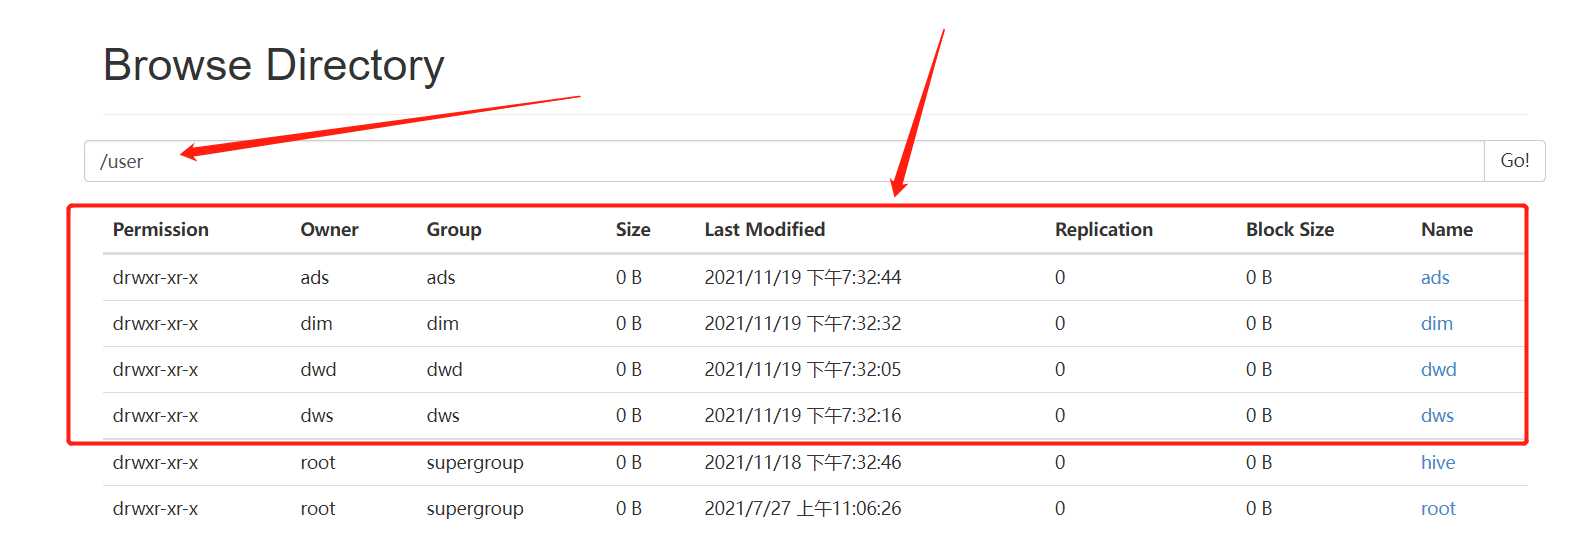 Browse Directory
/user Go!
Permission Owner Group Size Last Modified Replication Block Size Name
drwxr-xr-x ads ads 0 B 2021/11/19 下午7:32:44 0 0 B ads
drwxr-xr-x dim dim 0 B 2021/11/19 下午7:32:32 0 0 B dim
drwxr-xr-x dwd dwd 0 B 2021/11/19 下午7:32:05 0 0 B dwd
drwxr-xr-x dws dws 0 B 2021/11/19 下午7:32:16 0 0 B dws
drwxr-xr-x root supergroup 0 B 2021/11/18 下午7:32:46 0 0 B hive
drwxr-xr-x root supergroup 0 B 2021/7/27 上午11:06:26 0 0 B root